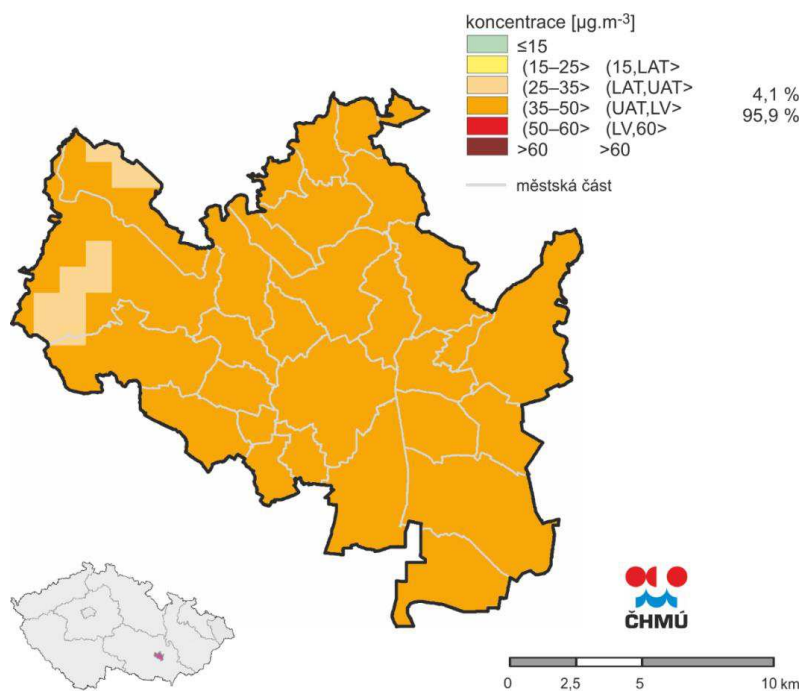 koncentrace [µg.m-3]
≤15
(15–25> (15,LAT>
(25–35> (LAT,UAT> 4,1 %
(35–50> (UAT,LV> 95,9 %
(50–60> (LV,60>
>60 >60
městská část
ČHMÚ
0 2,5 5 10 km